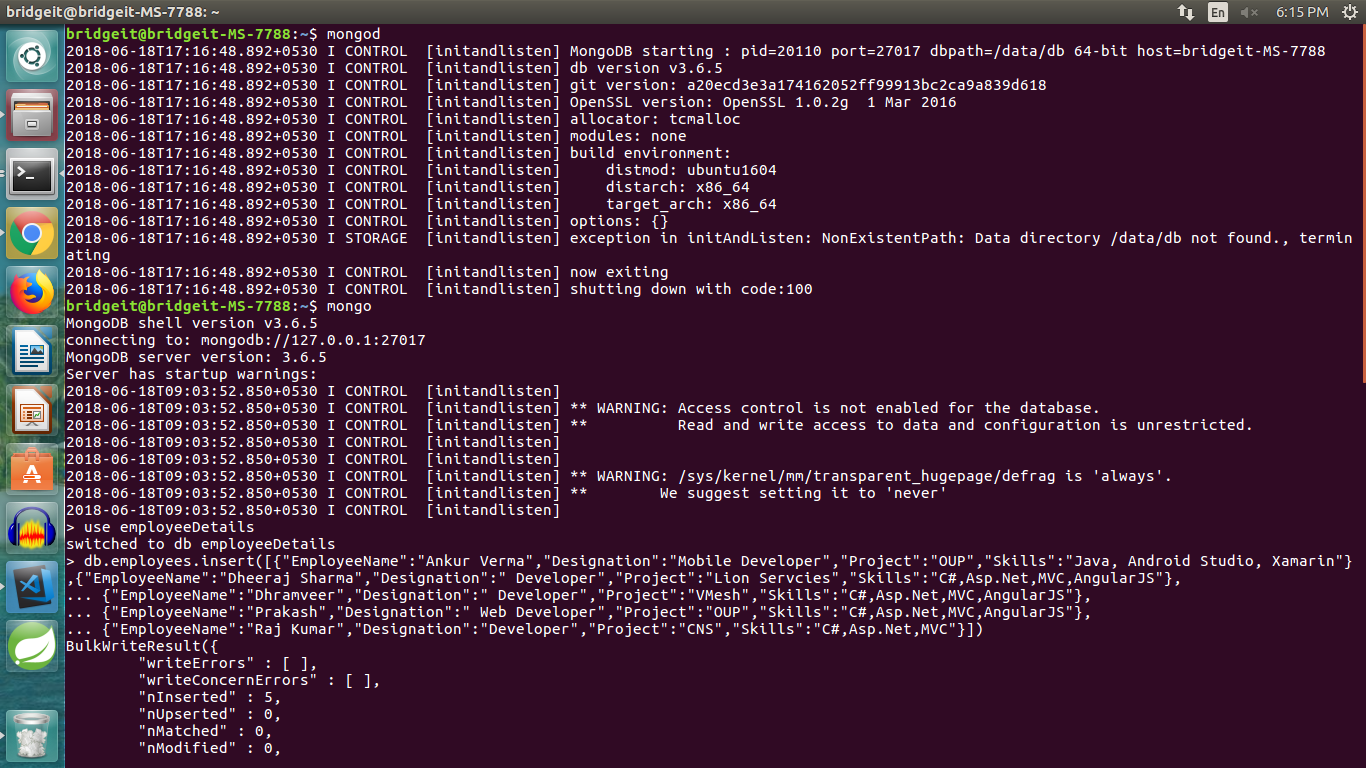 bridgeit@bridgeit-MS-7788: ~
En
6:15 PM
bridgeit@bridgeit-MS-7788:~$ mongod
2018-06-18T17:16:48.892+0530 I CONTROL  [initandlisten] MongoDB starting : pid=20110 port=27017 dbpath=/data/db 64-bit host=bridgeit-MS-7788
2018-06-18T17:16:48.892+0530 I CONTROL  [initandlisten] db version v3.6.5
2018-06-18T17:16:48.892+0530 I CONTROL  [initandlisten] git version: a20ecd3e3a174162052ff99913bc2ca9a839d618
2018-06-18T17:16:48.892+0530 I CONTROL  [initandlisten] OpenSSL version: OpenSSL 1.0.2g  1 Mar 2016
2018-06-18T17:16:48.892+0530 I CONTROL  [initandlisten] allocator: tcmalloc
2018-06-18T17:16:48.892+0530 I CONTROL  [initandlisten] modules: none
2018-06-18T17:16:48.892+0530 I CONTROL  [initandlisten] build environment:
2018-06-18T17:16:48.892+0530 I CONTROL  [initandlisten]     distmod: ubuntu1604
2018-06-18T17:16:48.892+0530 I CONTROL  [initandlisten]     distarch: x86_64
2018-06-18T17:16:48.892+0530 I CONTROL  [initandlisten]     target_arch: x86_64
2018-06-18T17:16:48.892+0530 I CONTROL  [initandlisten] options: {}
2018-06-18T17:16:48.892+0530 I STORAGE  [initandlisten] exception in initAndListen: NonExistentPath: Data directory /data/db not found., termin
ating
2018-06-18T17:16:48.892+0530 I CONTROL  [initandlisten] now exiting
2018-06-18T17:16:48.892+0530 I CONTROL  [initandlisten] shutting down with code:100
bridgeit@bridgeit-MS-7788:~$ mongo
MongoDB shell version v3.6.5
connecting to: mongodb://127.0.0.1:27017
MongoDB server version: 3.6.5
Server has startup warnings:
2018-06-18T09:03:52.850+0530 I CONTROL  [initandlisten]
2018-06-18T09:03:52.850+0530 I CONTROL  [initandlisten] ** WARNING: Access control is not enabled for the database.
2018-06-18T09:03:52.850+0530 I CONTROL  [initandlisten] **          Read and write access to data and configuration is unrestricted.
2018-06-18T09:03:52.850+0530 I CONTROL  [initandlisten]
2018-06-18T09:03:52.850+0530 I CONTROL  [initandlisten]
2018-06-18T09:03:52.850+0530 I CONTROL  [initandlisten] ** WARNING: /sys/kernel/mm/transparent_hugepage/defrag is 'always'.
2018-06-18T09:03:52.850+0530 I CONTROL  [initandlisten] **        We suggest setting it to 'never'
2018-06-18T09:03:52.850+0530 I CONTROL  [initandlisten]
> use employeeDetails
switched to db employeeDetails
> db.employees.insert([{"EmployeeName":"Ankur Verma","Designation":"Mobile Developer","Project":"OUP","Skills":"Java, Android Studio, Xamarin"}
,{"EmployeeName":"Dheeraj Sharma","Designation":" Developer","Project":"Lion Servcies","Skills":"C#,Asp.Net,MVC,AngularJS"},
... {"EmployeeName":"Dhramveer","Designation":" Developer","Project":"VMesh","Skills":"C#,Asp.Net,MVC,AngularJS"},
... {"EmployeeName":"Prakash","Designation":" Web Developer","Project":"OUP","Skills":"C#,Asp.Net,MVC,AngularJS"},
... {"EmployeeName":"Raj Kumar","Designation":"Developer","Project":"CNS","Skills":"C#,Asp.Net,MVC"}])
BulkWriteResult({
        "writeErrors" : [ ],
        "writeConcernErrors" : [ ],
        "nInserted" : 5,
        "nUpserted" : 0,
        "nMatched" : 0,
        "nModified" : 0,